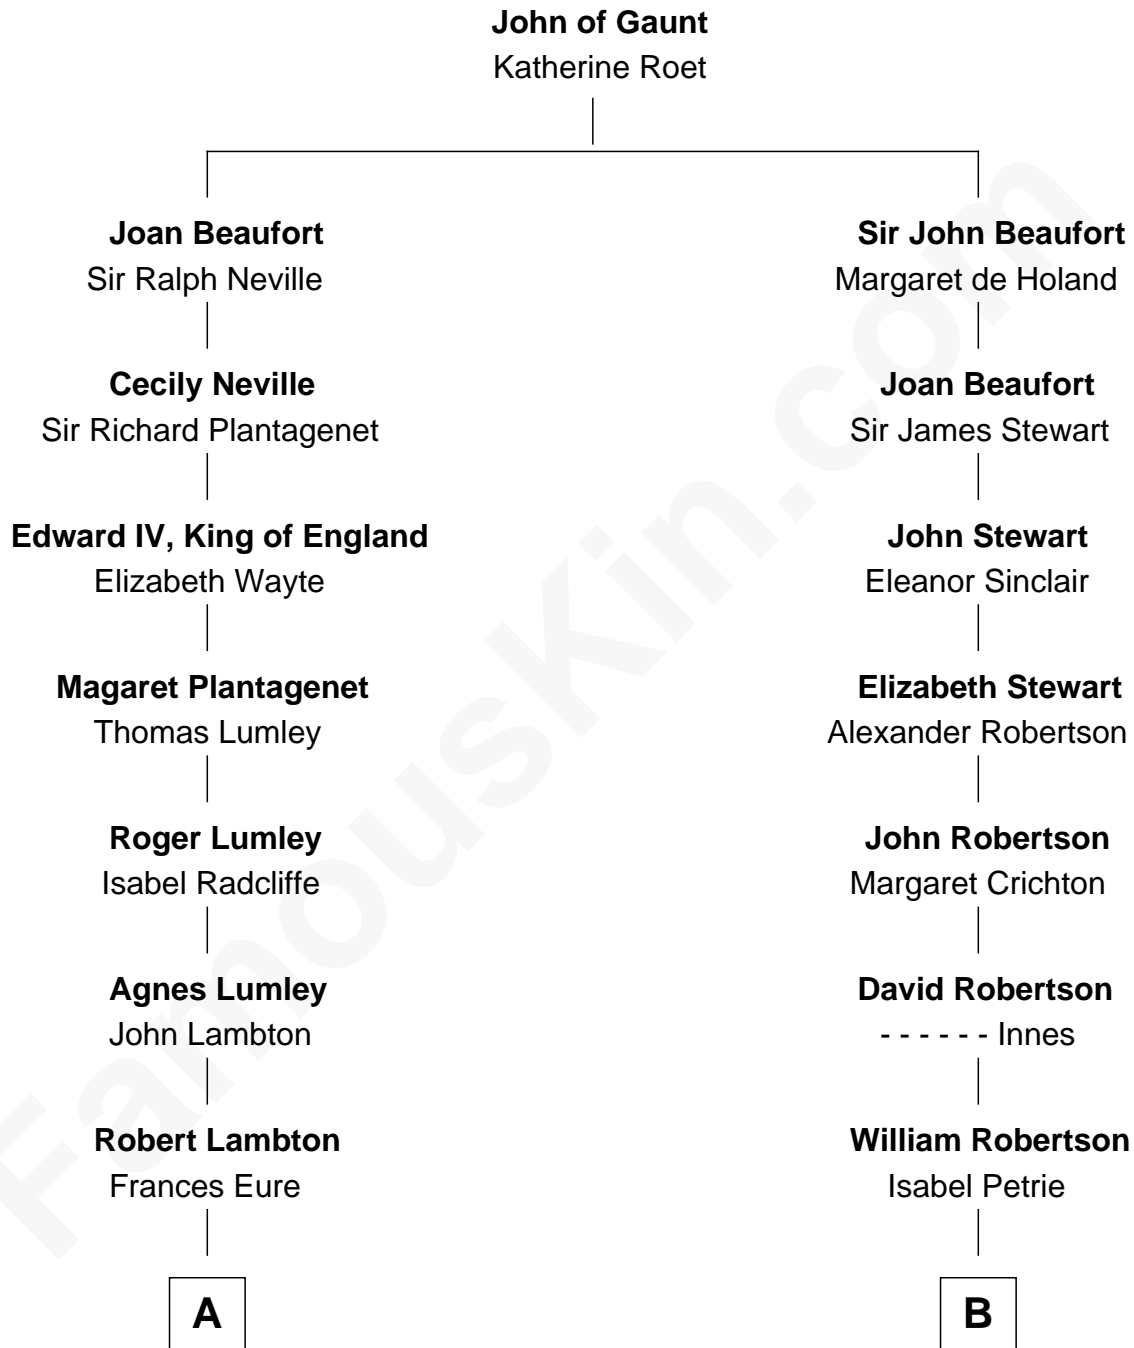 John of Gaunt
Katherine Roet
Joan Beaufort
Sir Ralph Neville
Sir John Beaufort
Margaret de Holand
Cecily Neville
Sir Richard Plantagenet
Joan Beaufort
Sir James Stewart
Edward IV, King of England
Elizabeth Wayte
John Stewart
Eleanor Sinclair
Magaret Plantagenet
Thomas Lumley
Elizabeth Stewart
Alexander Robertson
Roger Lumley
Isabel Radcliffe
John Robertson
Margaret Crichton
Agnes Lumley
John Lambton
David Robertson
- - - - - - Innes
Robert Lambton
Frances Eure
William Robertson
Isabel Petrie
A
B
FamousKin.com